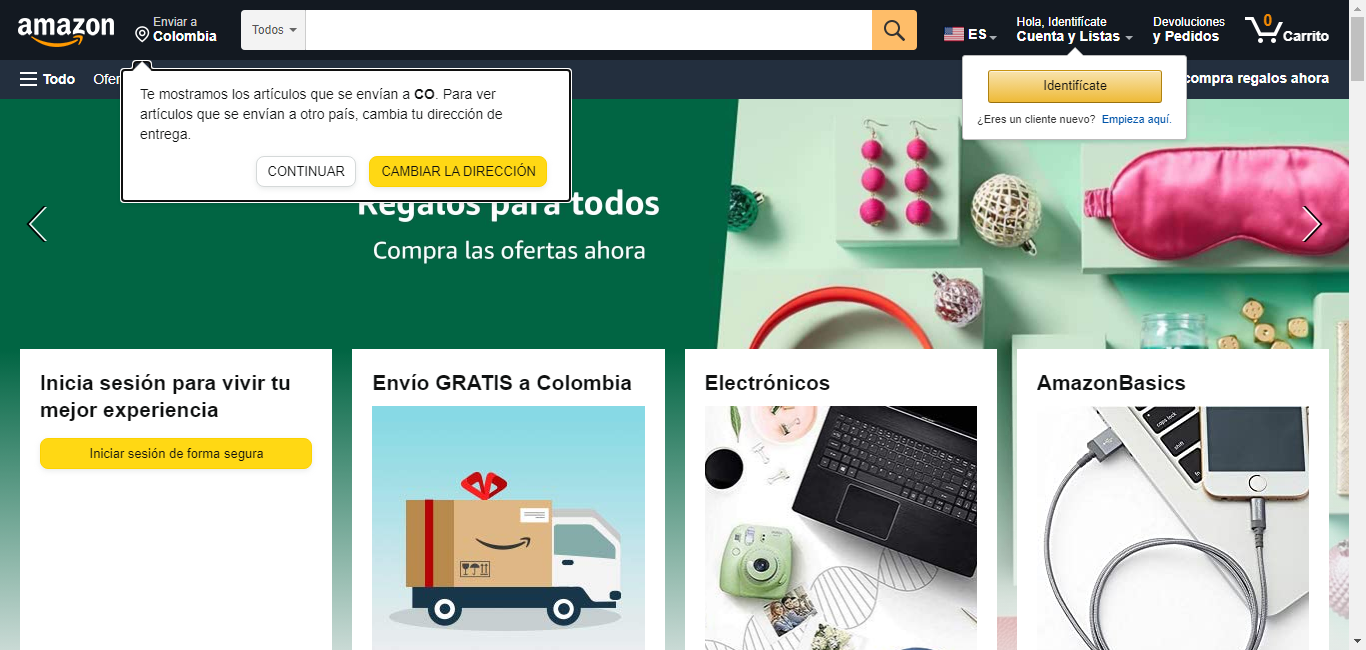 amazon
Enviar a
Colombia
Todos
ES
Hola, Identifícate
Cuenta y Listas
Devoluciones
y Pedidos
0
Carrito
Todo
Ofer
compra regalos ahora
Te mostramos los artículos que se envían a CO. Para ver
artículos que se envían a otro país, cambia tu dirección de
entrega.
CONTINUAR
CAMBIAR LA DIRECCIÓN
Identifícate
¿Eres un cliente nuevo? Empieza aquí.
Regalos para todos
Compra las ofertas ahora
Inicia sesión para vivir tu
mejor experiencia
Iniciar sesión de forma segura
Envío GRATIS a Colombia
Electrónicos
AmazonBasics
caps lock
shift